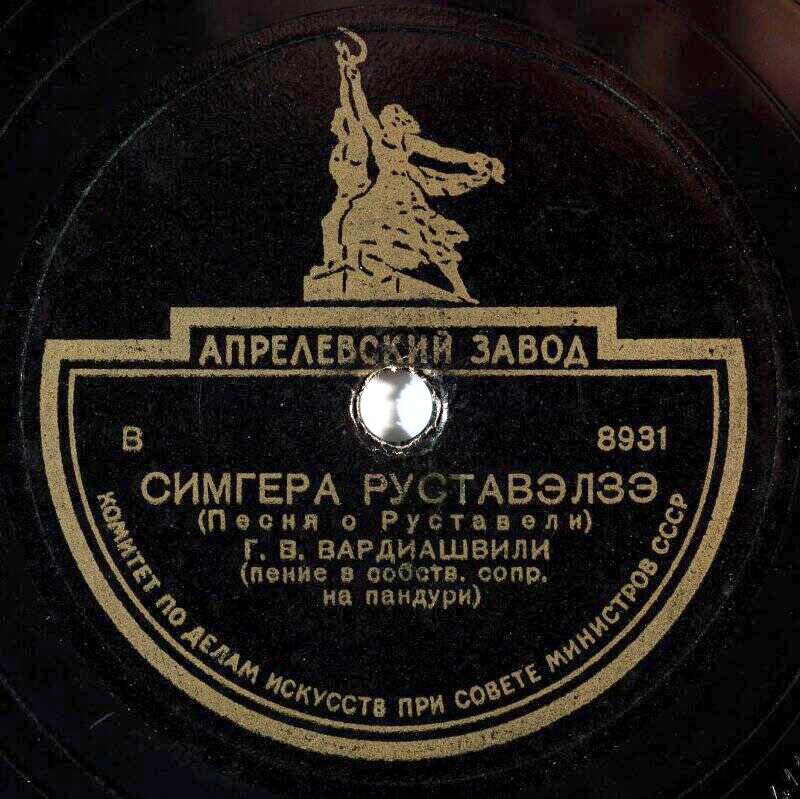 АПРЕЛЕВСКИЙ ЗАВОД
В 8931
СИМГЕРА РУСТАВЭЛЗЭ
(Песня о Руставели)
Г. В. ВАРДИАШВИЛИ
(пение в собств. сопр.
на пандури)
КОМИТЕТ ПО ДЕЛАМ ИСКУССТВ ПРИ СОВЕТЕ МИНИСТРОВ СССР